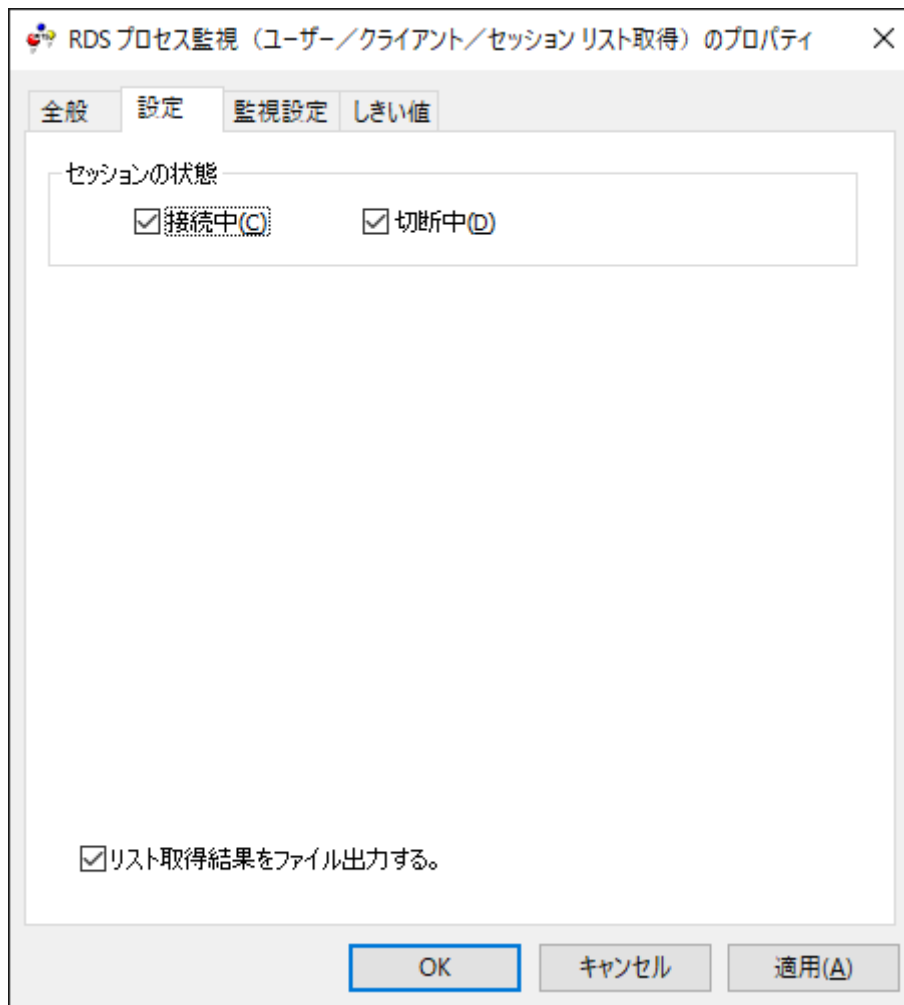 RDS プロセス監視（ユーザー／クライアント／セッション リスト取得）のプロパティ
全般 設定 監視設定 しきい値
セッションの状態
接続中(C) 切断中(D)
リスト取得結果をファイル出力する。
OK キャンセル 適用(A)